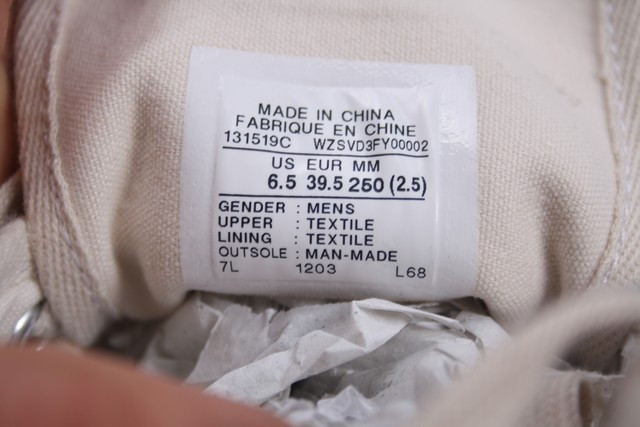 MADE IN CHINA
FABRIQUE EN CHINE
131519C WZSVD3FY00002
US EUR MM
6.5 39.5 250 (2.5)
GENDER : MENS
UPPER : TEXTILE
LINING : TEXTILE
OUTSOLE : MAN-MADE
7L 1203 L68